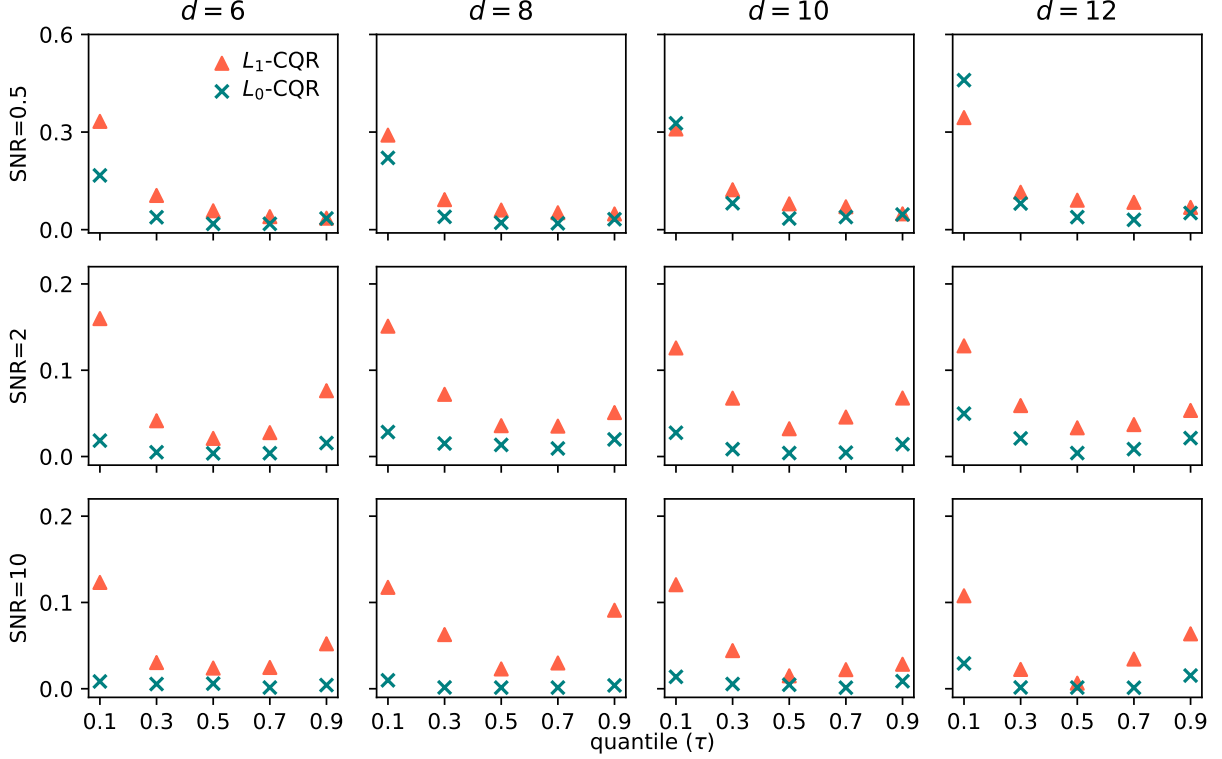 d = 6 d = 8 d = 10 d = 12
0.6
L₁-CQR
L₀-CQR
SNR=0.5
0.3
0.0
0.2
SNR=2
0.1
0.0
0.2
SNR=10
0.1
0.0
0.1 0.3 0.5 0.7 0.9 0.1 0.3 0.5 0.7 0.9 0.1 0.3 0.5 0.7 0.9 0.1 0.3 0.5 0.7 0.9
quantile (τ)